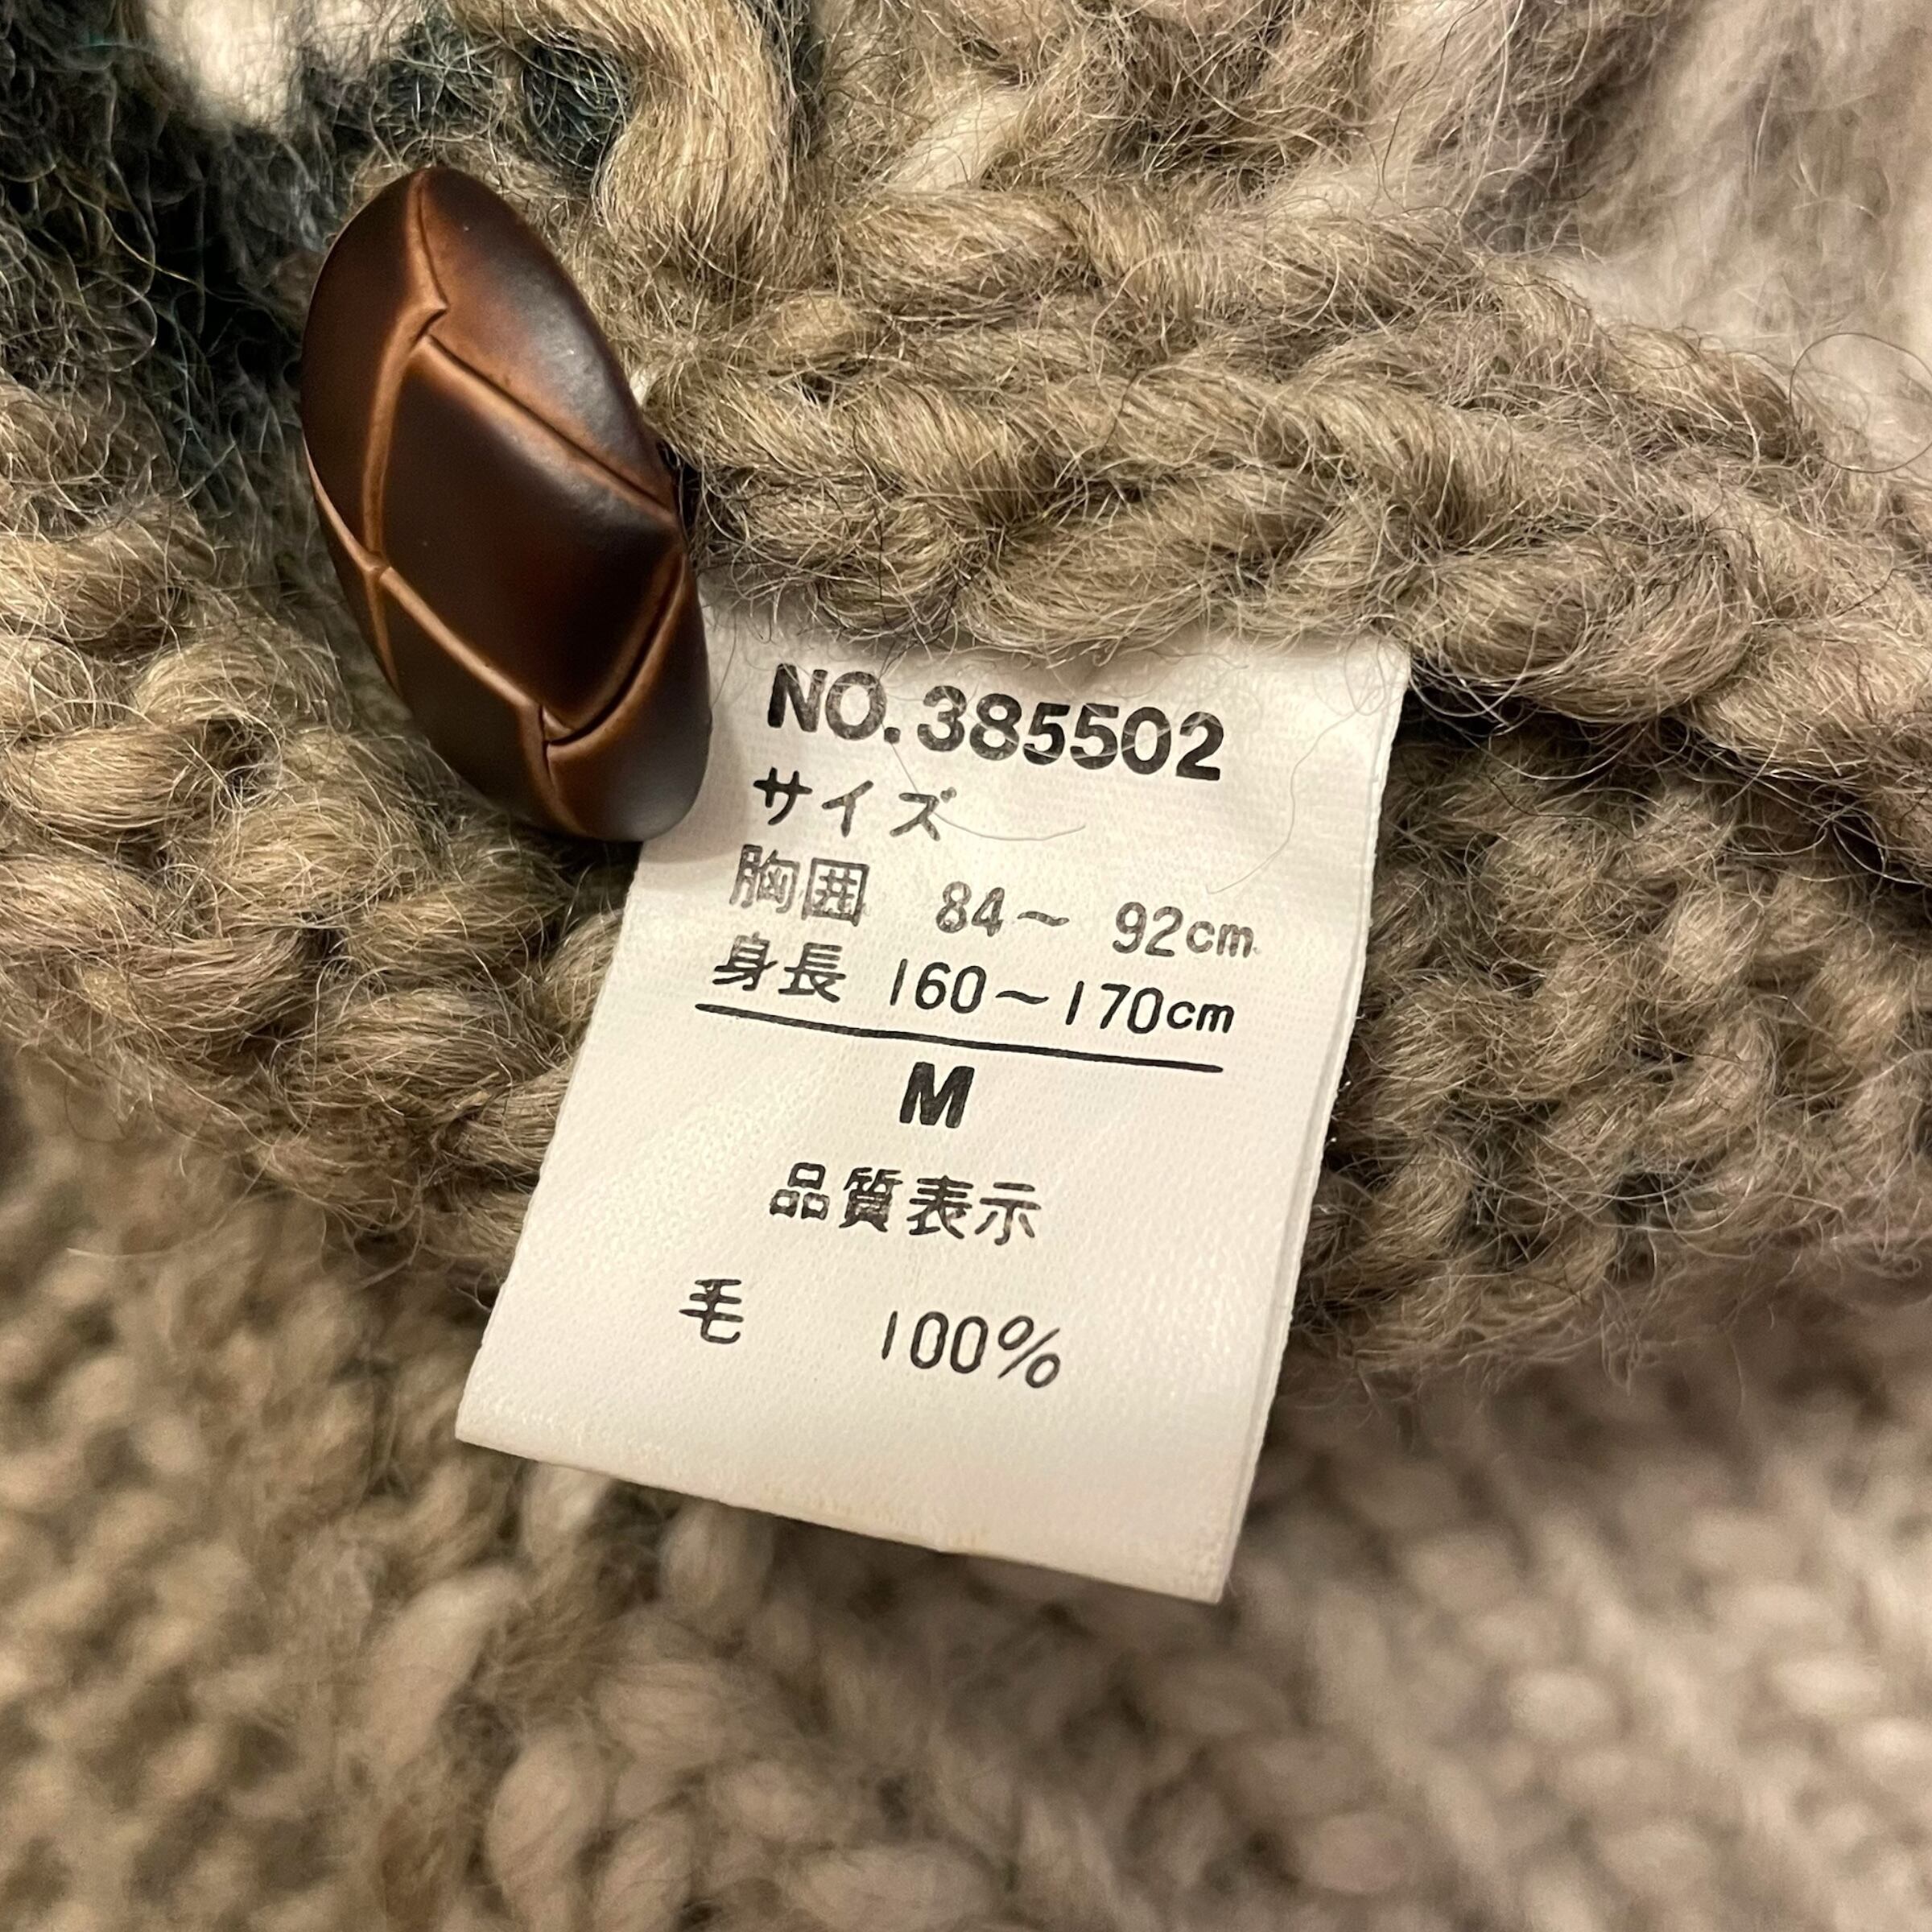 NO.385502
サイズ
胸囲 84～92cm
身長 160～170cm
M
品質表示
毛 100%